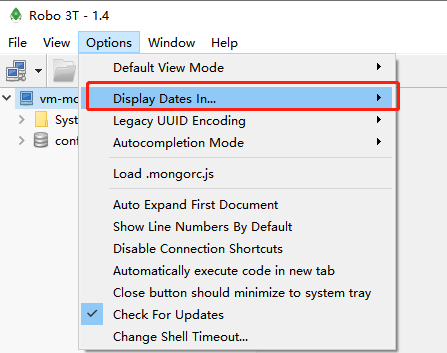 Robo 3T - 1.4
File View Options Window Help
Default View Mode
Display Dates In...
Legacy UUID Encoding
Autocompletion Mode
Load .mongorc.js
Auto Expand First Document
Show Line Numbers By Default
Disable Connection Shortcuts
Automatically execute code in new tab
Close button should minimize to system tray
Check For Updates
Change Shell Timeout...
vm-mo
Syst
conf